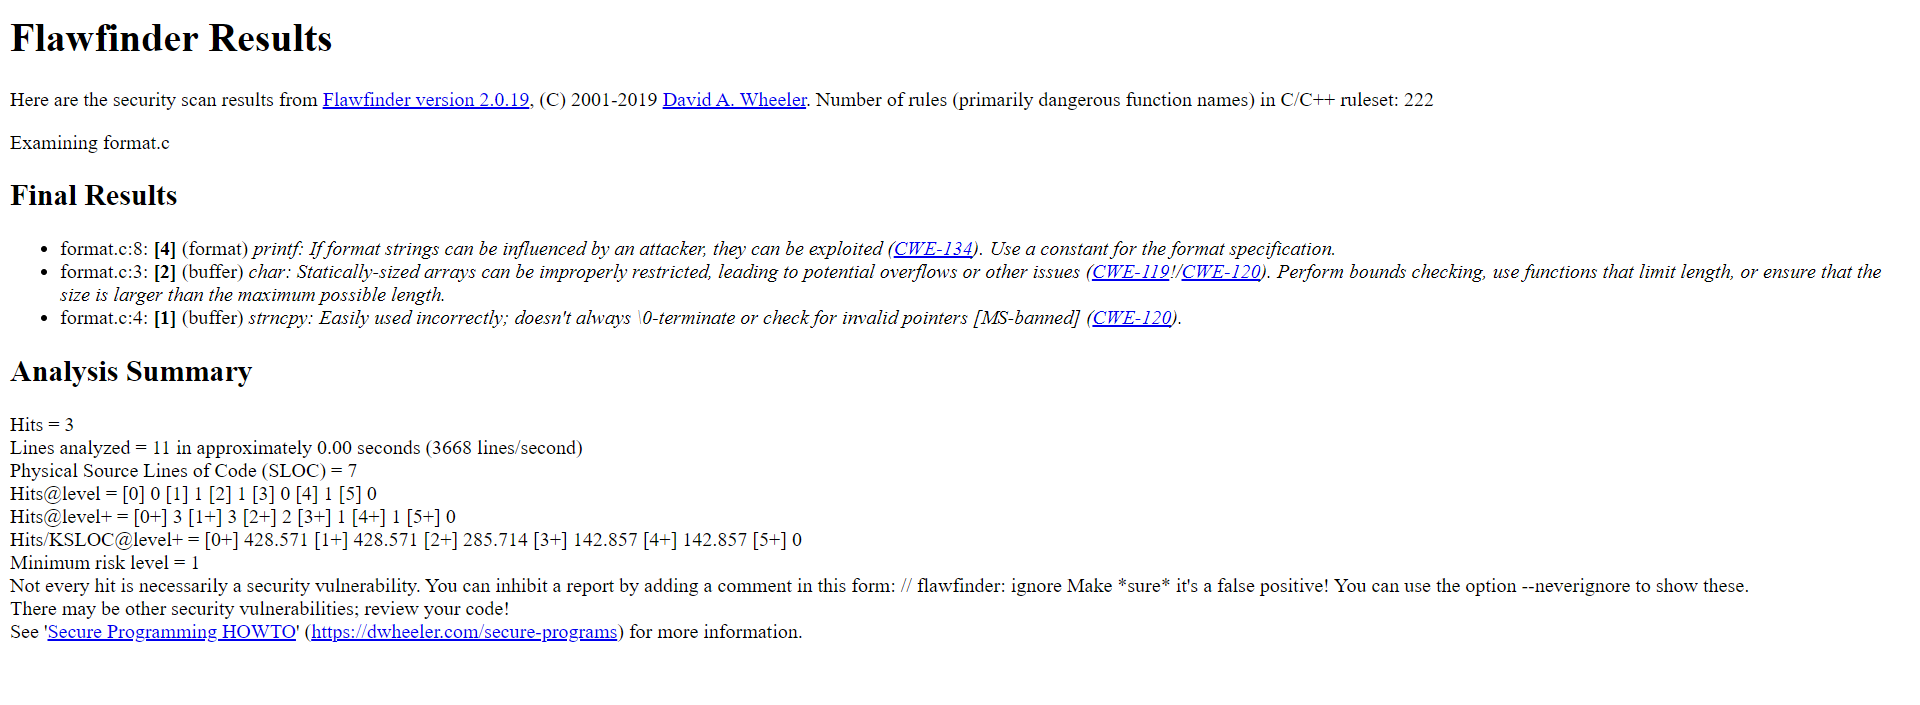 Flawfinder Results
Here are the security scan results from Flawfinder version 2.0.19, (C) 2001-2019 David A. Wheeler. Number of rules (primarily dangerous function names) in C/C++ ruleset: 222
Examining format.c
Final Results
• format.c:8: [4] (format) printf: If format strings can be influenced by an attacker, they can be exploited (CWE-134). Use a constant for the format specification.
• format.c:3: [2] (buffer) char: Statically-sized arrays can be improperly restricted, leading to potential overflows or other issues (CWE-119!/CWE-120). Perform bounds checking, use functions that limit length, or ensure that the
size is larger than the maximum possible length.
• format.c:4: [1] (buffer) strncpy: Easily used incorrectly; doesn't always \0-terminate or check for invalid pointers [MS-banned] (CWE-120).
Analysis Summary
Hits = 3
Lines analyzed = 11 in approximately 0.00 seconds (3668 lines/second)
Physical Source Lines of Code (SLOC) = 7
Hits@level = [0] 0 [1] 1 [2] 1 [3] 0 [4] 1 [5] 0
Hits@level+ = [0+] 3 [1+] 3 [2+] 2 [3+] 1 [4+] 1 [5+] 0
Hits/KSLOC@level+ = [0+] 428.571 [1+] 428.571 [2+] 285.714 [3+] 142.857 [4+] 142.857 [5+] 0
Minimum risk level = 1
Not every hit is necessarily a security vulnerability. You can inhibit a report by adding a comment in this form: // flawfinder: ignore Make *sure* it's a false positive! You can use the option --neverignore to show these.
There may be other security vulnerabilities; review your code!
See 'Secure Programming HOWTO' (https://dwheeler.com/secure-programs) for more information.